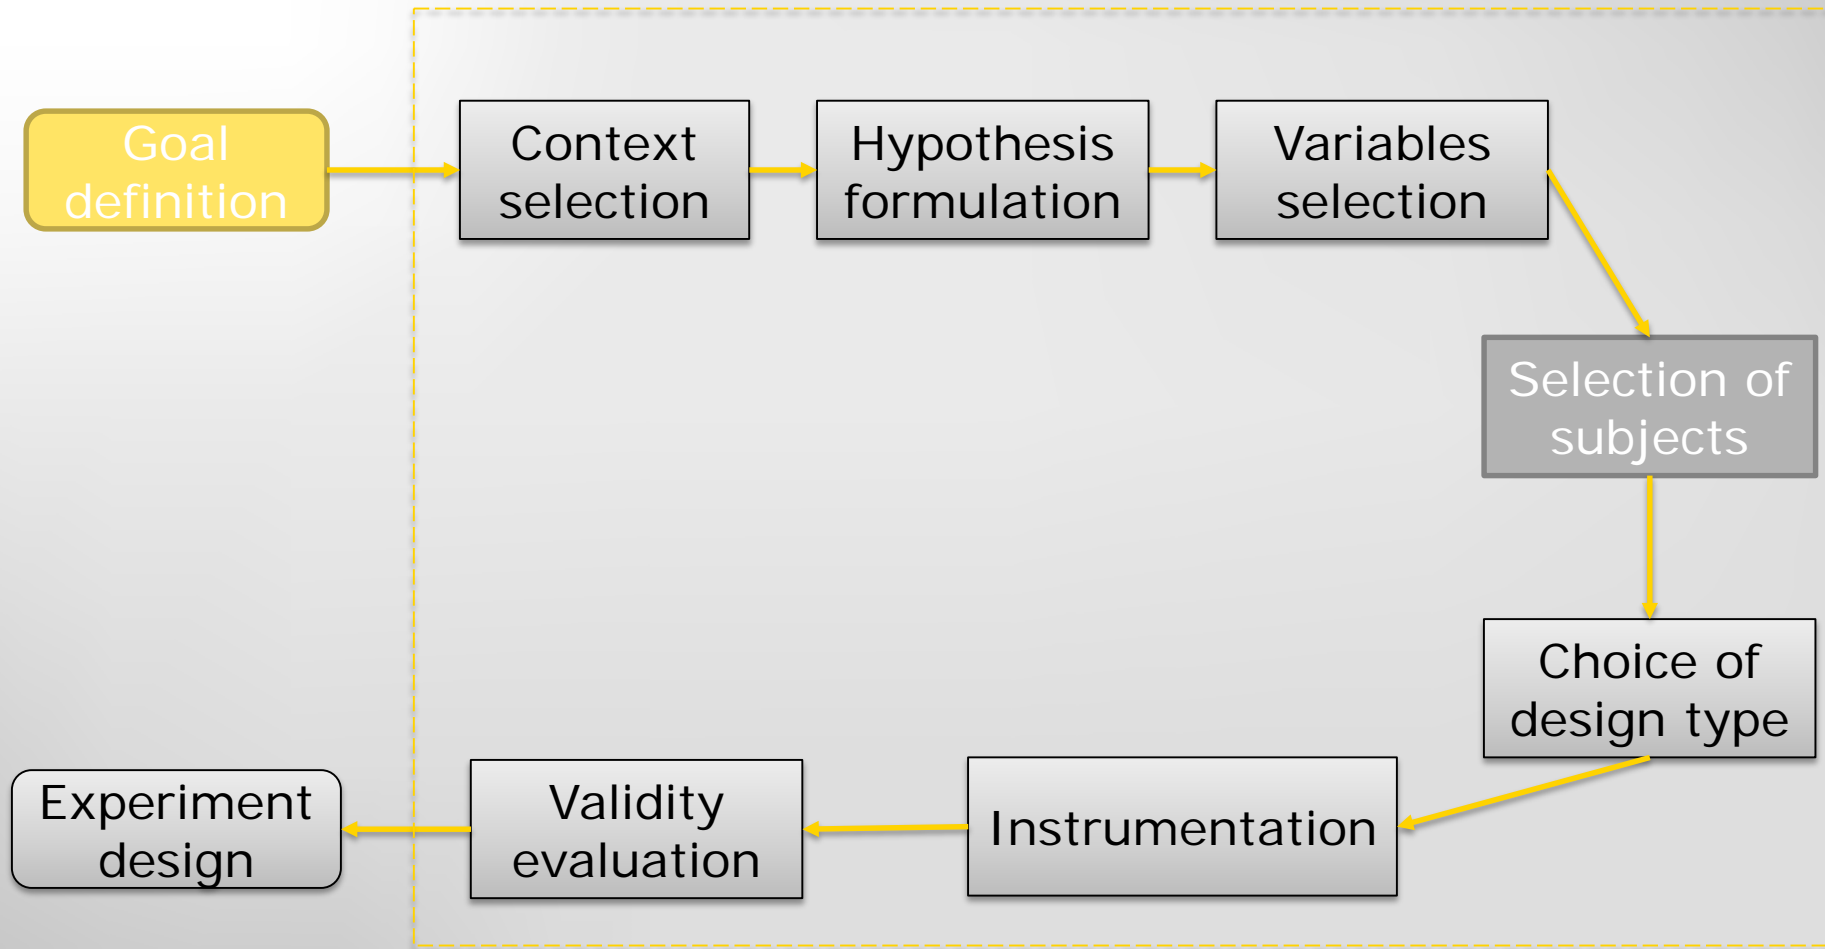 Goal
definition
Context
selection
Hypothesis
formulation
Variables
selection
Selection of
subjects
Choice of
design type
Instrumentation
Validity
evaluation
Experiment
design